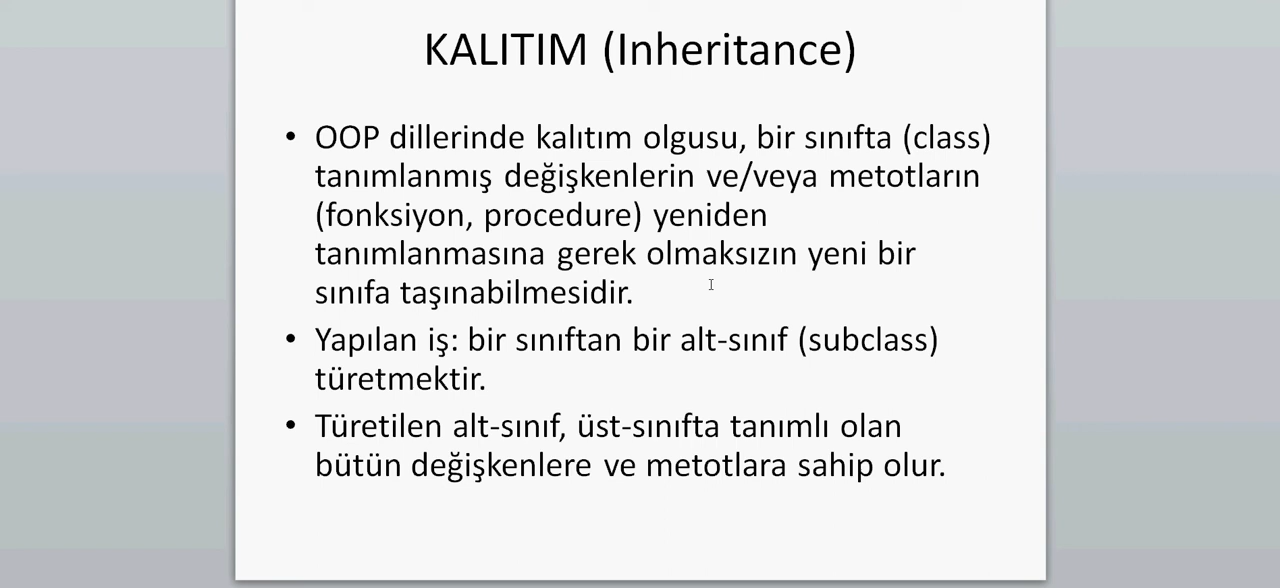 KALITIM (Inheritance)
• OOP dillerinde kalıtım olgusu, bir sınıfta (class)
tanımlanmış değişkenlerin ve/veya metotların
(fonksiyon, procedure) yeniden
tanımlanmasına gerek olmaksızın yeni bir
sınıfa taşınabilmesidir.
• Yapılan iş: bir sınıftan bir alt-sınıf (subclass)
türetmektir.
• Türetilen alt-sınıf, üst-sınıfta tanımlı olan
bütün değişkenlere ve metotlara sahip olur.